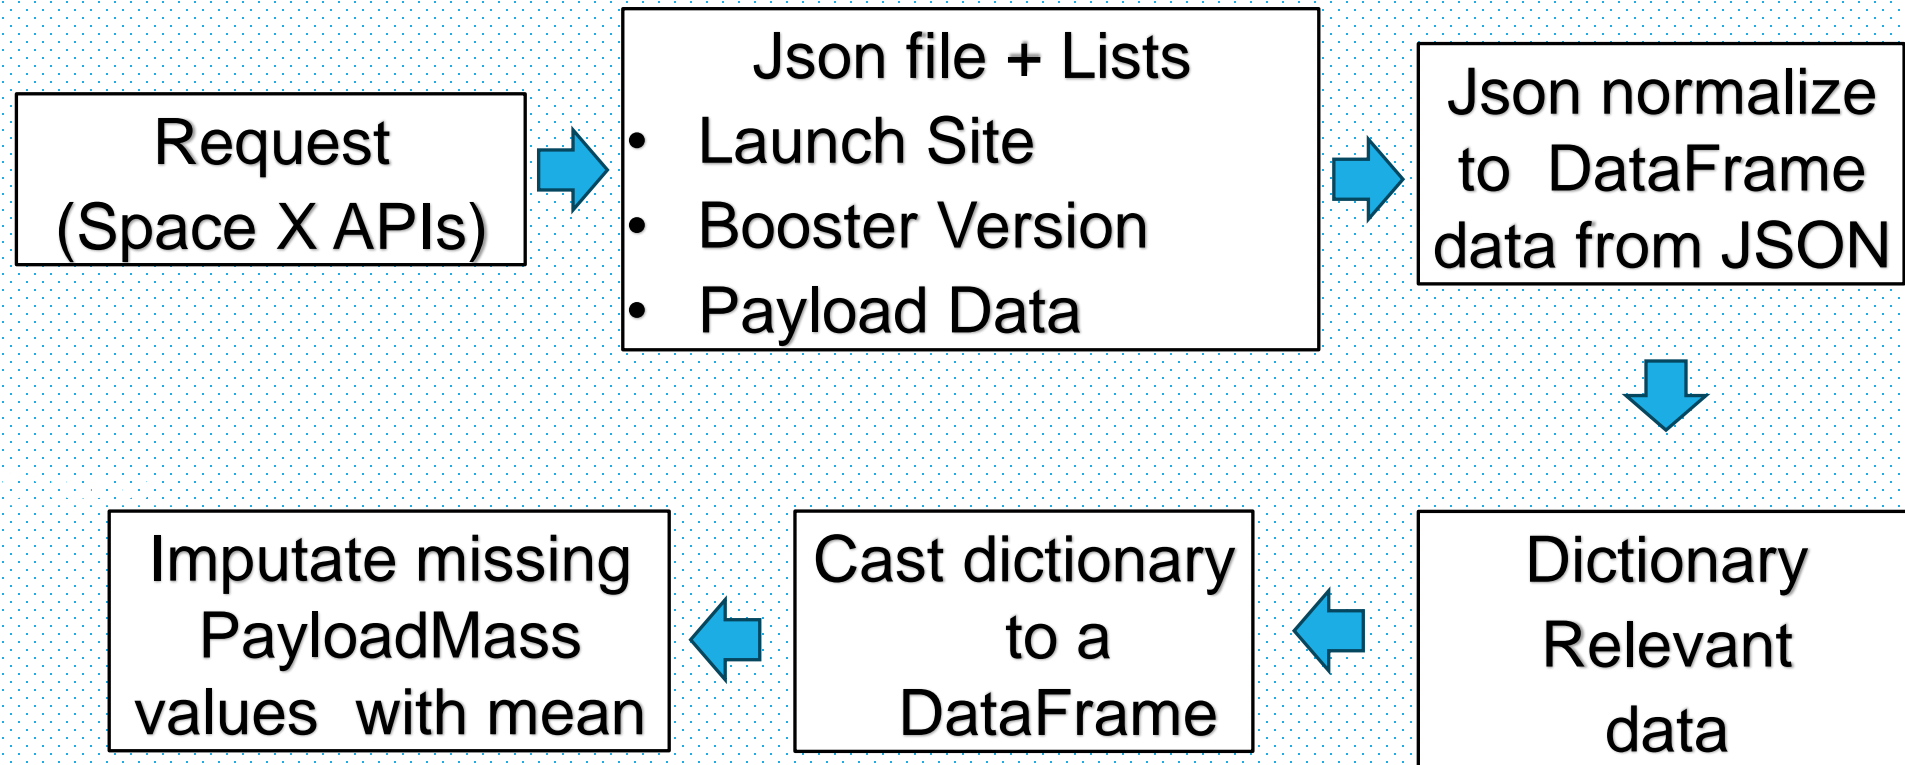 Request
(Space X APIs)
Json file + Lists
• Launch Site
• Booster Version
• Payload Data
Json normalize
to DataFrame
data from JSON
Dictionary
Relevant
data
Cast dictionary
to a
DataFrame
Imputate missing
PayloadMass
values with mean